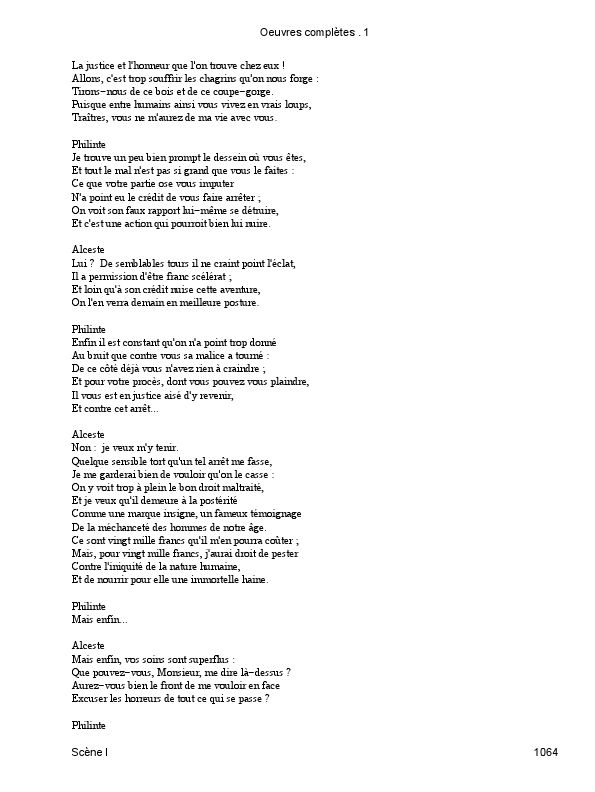 Oeuvres complètes . 1
La justice et l'honneur que l'on trouve chez eux !
Allons, c'est trop souffrir les chagrins qu'on nous forge :
Tirons−nous de ce bois et de ce coupe−gorge.
Puisque entre humains ainsi vous vivez en vrais loups,
Traîtres, vous ne m'aurez de ma vie avec vous.
Philinte
Je trouve un peu bien prompt le dessein où vous êtes,
Et tout le mal n'est pas si grand que vous le faites :
Ce que votre partie ose vous imputer
N'a point eu le crédit de vous faire arrêter ;
On voit son faux rapport lui−même se détruire,
Et c'est une action qui pourroit bien lui nuire.
Alceste
Lui ?  De semblables tours il ne craint point l'éclat,
Il a permission d'être franc scélérat ;
Et loin qu'à son crédit nuise cette aventure,
On l'en verra demain en meilleure posture.
Philinte
Enfin il est constant qu'on n'a point trop donné
Au bruit que contre vous sa malice a tourné :
De ce côté déjà vous n'avez rien à craindre ;
Et pour votre procès, dont vous pouvez vous plaindre,
Il vous est en justice aisé d'y revenir,
Et contre cet arrêt...
Alceste
Non :  je veux m'y tenir.
Quelque sensible tort qu'un tel arrêt me fasse,
Je me garderai bien de vouloir qu'on le casse :
On y voit trop à plein le bon droit maltraité,
Et je veux qu'il demeure à la postérité
Comme une marque insigne, un fameux témoignage
De la méchanceté des hommes de notre âge.
Ce sont vingt mille francs qu'il m'en pourra coûter ;
Mais, pour vingt mille francs, j'aurai droit de pester
Contre l'iniquité de la nature humaine,
Et de nourrir pour elle une immortelle haine.
Philinte
Mais enfin...
Alceste
Mais enfin, vos soins sont superflus :
Que pouvez−vous, Monsieur, me dire là−dessus ?
Aurez−vous bien le front de me vouloir en face
Excuser les horreurs de tout ce qui se passe ?
Philinte
Scène I 1064